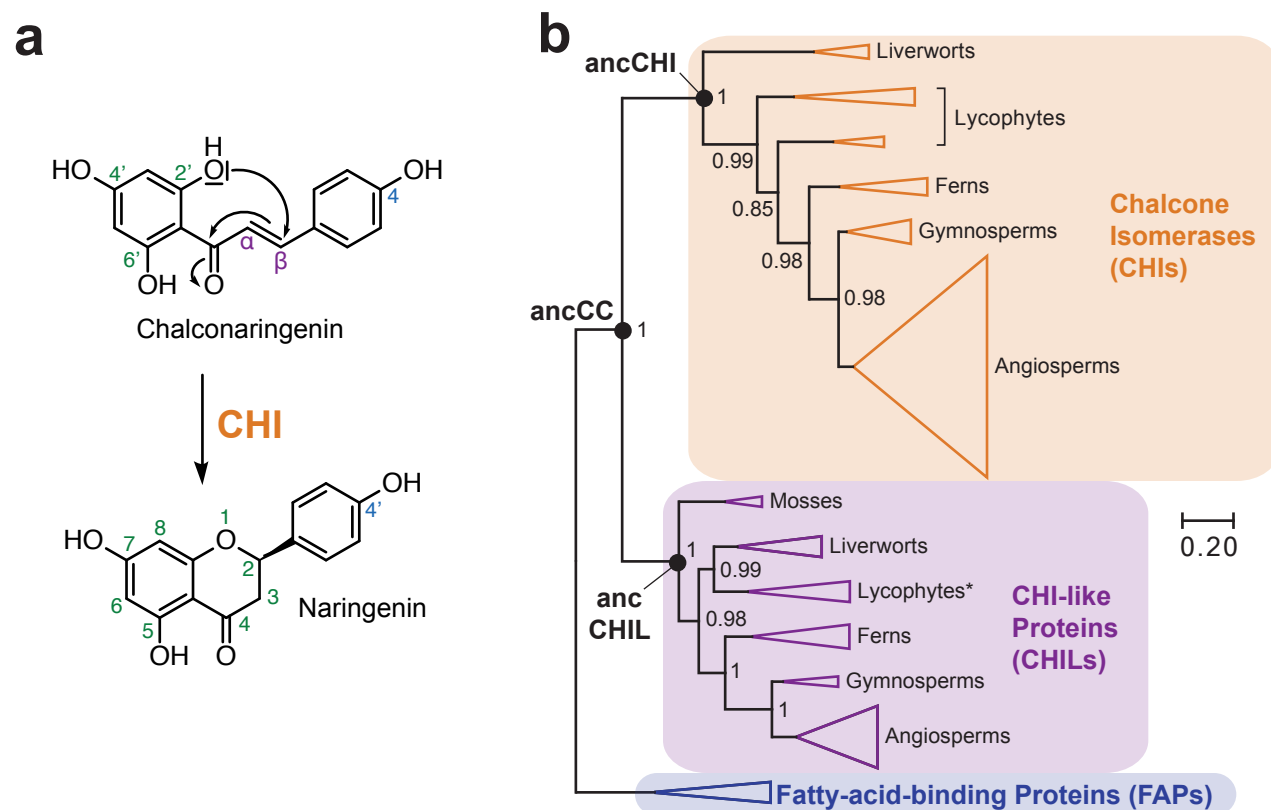 a
HO
4'
2'
H
OI
OH
4
α
β
6'
OH
O
Chalconaringenin
CHI
OH
4'
HO
7
8
1
O
2
3
4
5
6
OH
O
Naringenin
b
ancCHI
1
Liverworts
Lycophytes
0.99
0.85
Ferns
Gymnosperms
0.98
0.98
Angiosperms
Chalcone
Isomerases
(CHIs)
ancCC
1
Mosses
1
Liverworts
0.99
Lycophytes*
anc
CHIL
0.98
Ferns
1
Gymnosperms
1
Angiosperms
CHI-like
Proteins
(CHILs)
0.20
Fatty-acid-binding Proteins (FAPs)